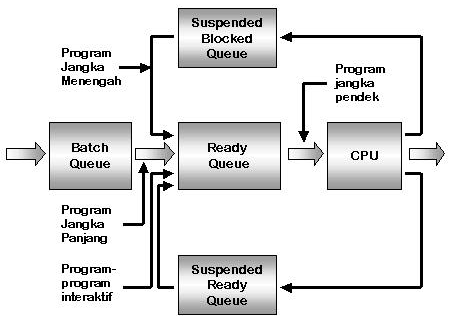 Suspended
Blocked
Queue
Program
Jangka
Menengah
Program
jangka
pendek
Batch
Queue
Ready
Queue
CPU
Program
Jangka
Panjang
Program-
program
interaktif
Suspended
Ready
Queue